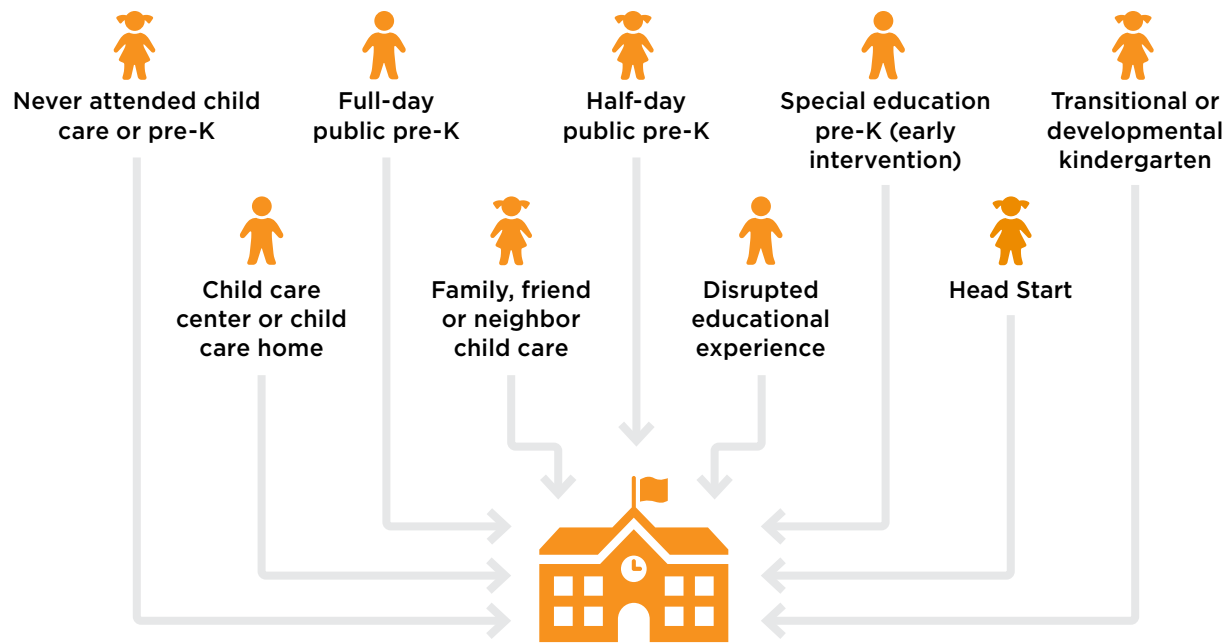 Never attended child
care or pre-K
Full-day
public pre-K
Half-day
public pre-K
Special education
pre-K (early
intervention)
Transitional or
developmental
kindergarten
Child care
center or child
care home
Family, friend
or neighbor
child care
Disrupted
educational
experience
Head Start